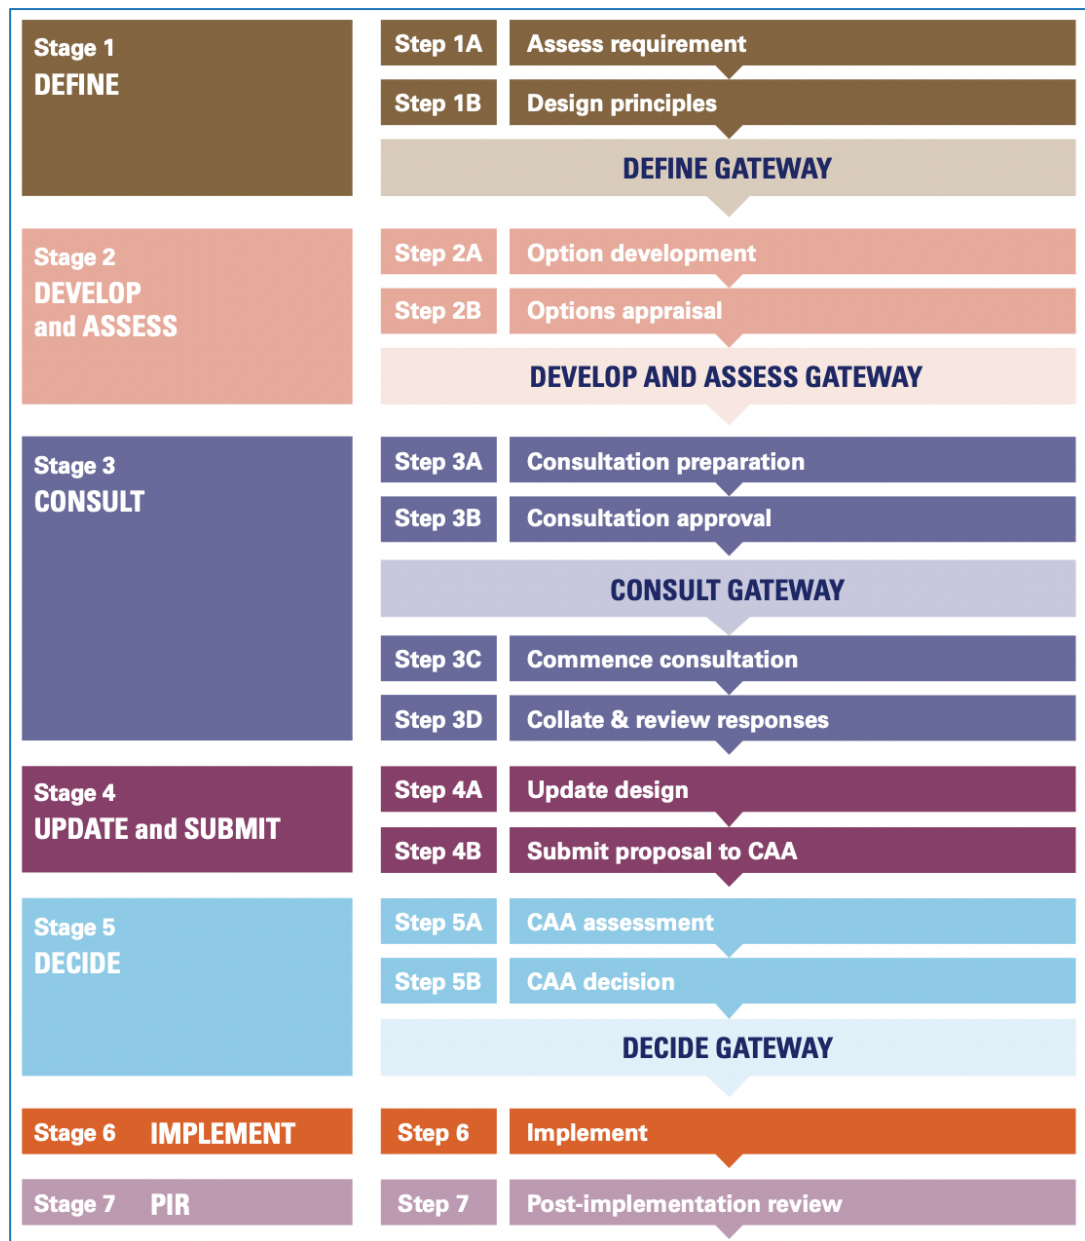 Stage 1
DEFINE
Step 1A Assess requirement
Step 1B Design principles
DEFINE GATEWAY
Stage 2
DEVELOP
and ASSESS
Step 2A Option development
Step 2B Options appraisal
DEVELOP AND ASSESS GATEWAY
Stage 3
CONSULT
Step 3A Consultation preparation
Step 3B Consultation approval
CONSULT GATEWAY
Step 3C Commence consultation
Step 3D Collate & review responses
Stage 4
UPDATE and SUBMIT
Step 4A Update design
Step 4B Submit proposal to CAA
Stage 5
DECIDE
Step 5A CAA assessment
Step 5B CAA decision
DECIDE GATEWAY
Stage 6 IMPLEMENT
Step 6 Implement
Stage 7 PIR
Step 7 Post-implementation review